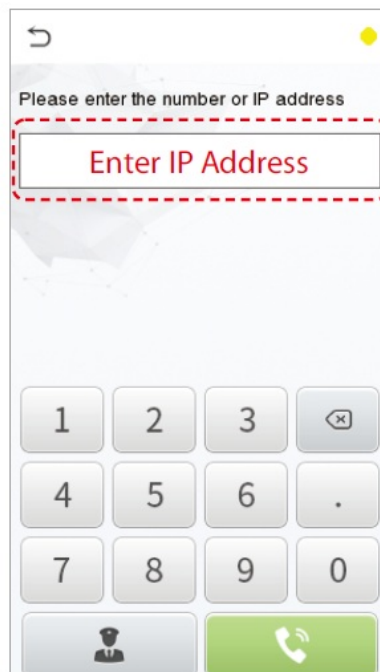 Please enter the number or IP address
Enter IP Address
1 2 3
4 5 6 .
7 8 9 0